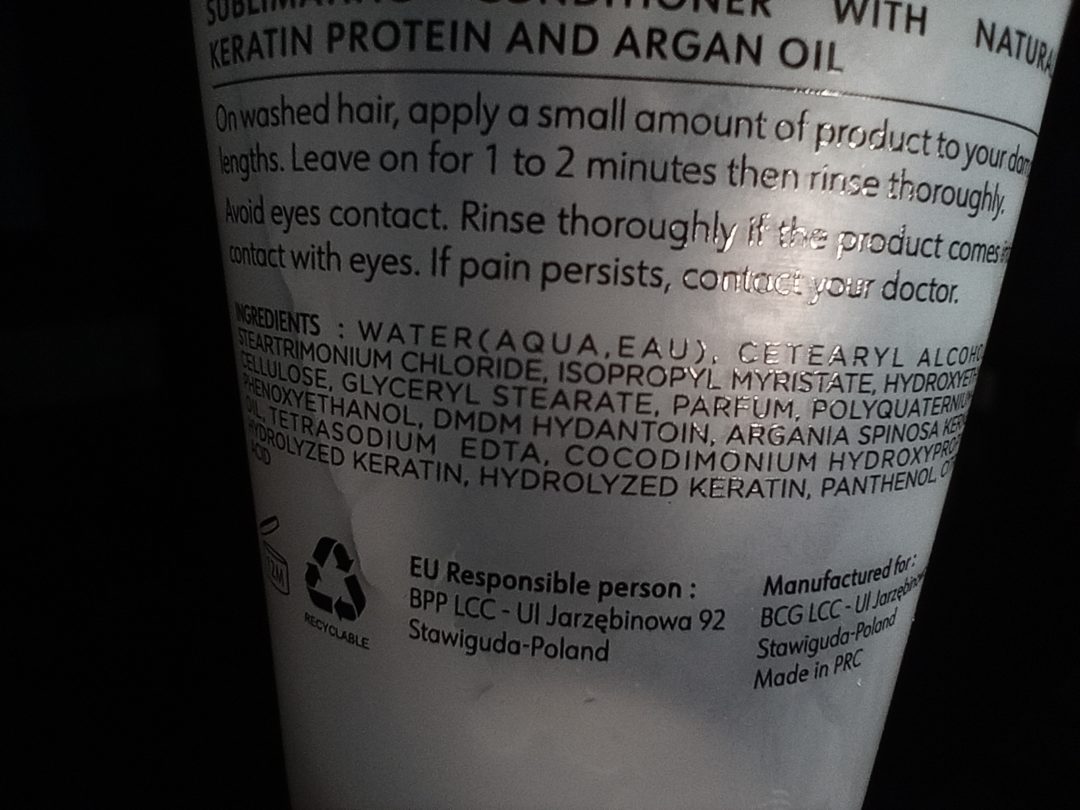 CONDITIONER WITH
KERATIN PROTEIN AND ARGAN OIL
On washed hair, apply a small amount of product to your
lengths. Leave on for 1 to 2 minutes then rinse thoroughly.
Avoid eyes contact. Rinse thoroughly if the product comes
contact with eyes. If pain persists, contact your doctor.
INGREDIENTS : WATER(AQUA,EAU), CETEARYL
STEARTRIMONIUM CHLORIDE, ISOPROPYL MYRISTATE,
CELLULOSE, GLYCERYL STEARATE, PARFUM,
PHENOXYETHANOL, DMDM HYDANTOIN, ARGANIA SPINOSA
OIL, TETRASODIUM EDTA, COCODIMONIUM
HYDROLYZED KERATIN, HYDROLYZED KERATIN, PANTHENOL,
ACID
12M
RECYCLABLE
EU Responsible person :
BPP LCC - Ul Jarzębinowa 92
Stawiguda-Poland
Manufactured for:
BCG LCC - Ul
Stawiguda-Poland
Made in PRC